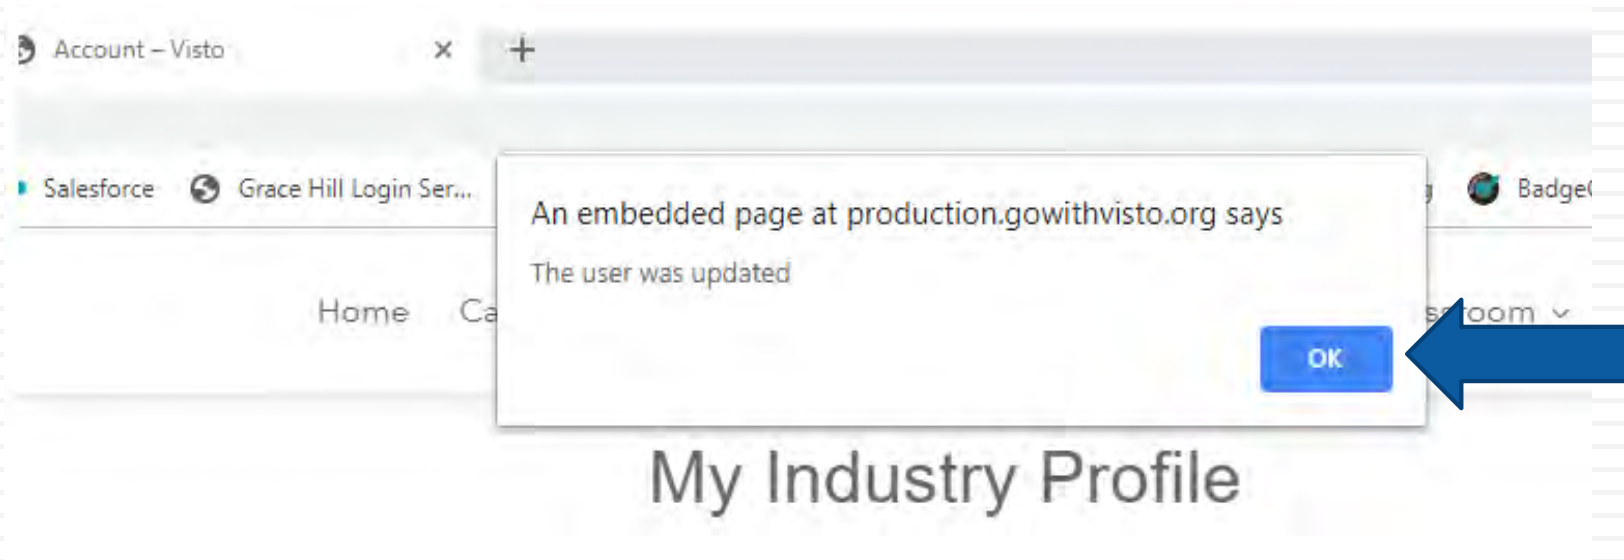 Account – Visto
Salesforce Grace Hill Login Ser...
An embedded page at production.gowithvisto.org says
The user was updated
OK
Home
My Industry Profile